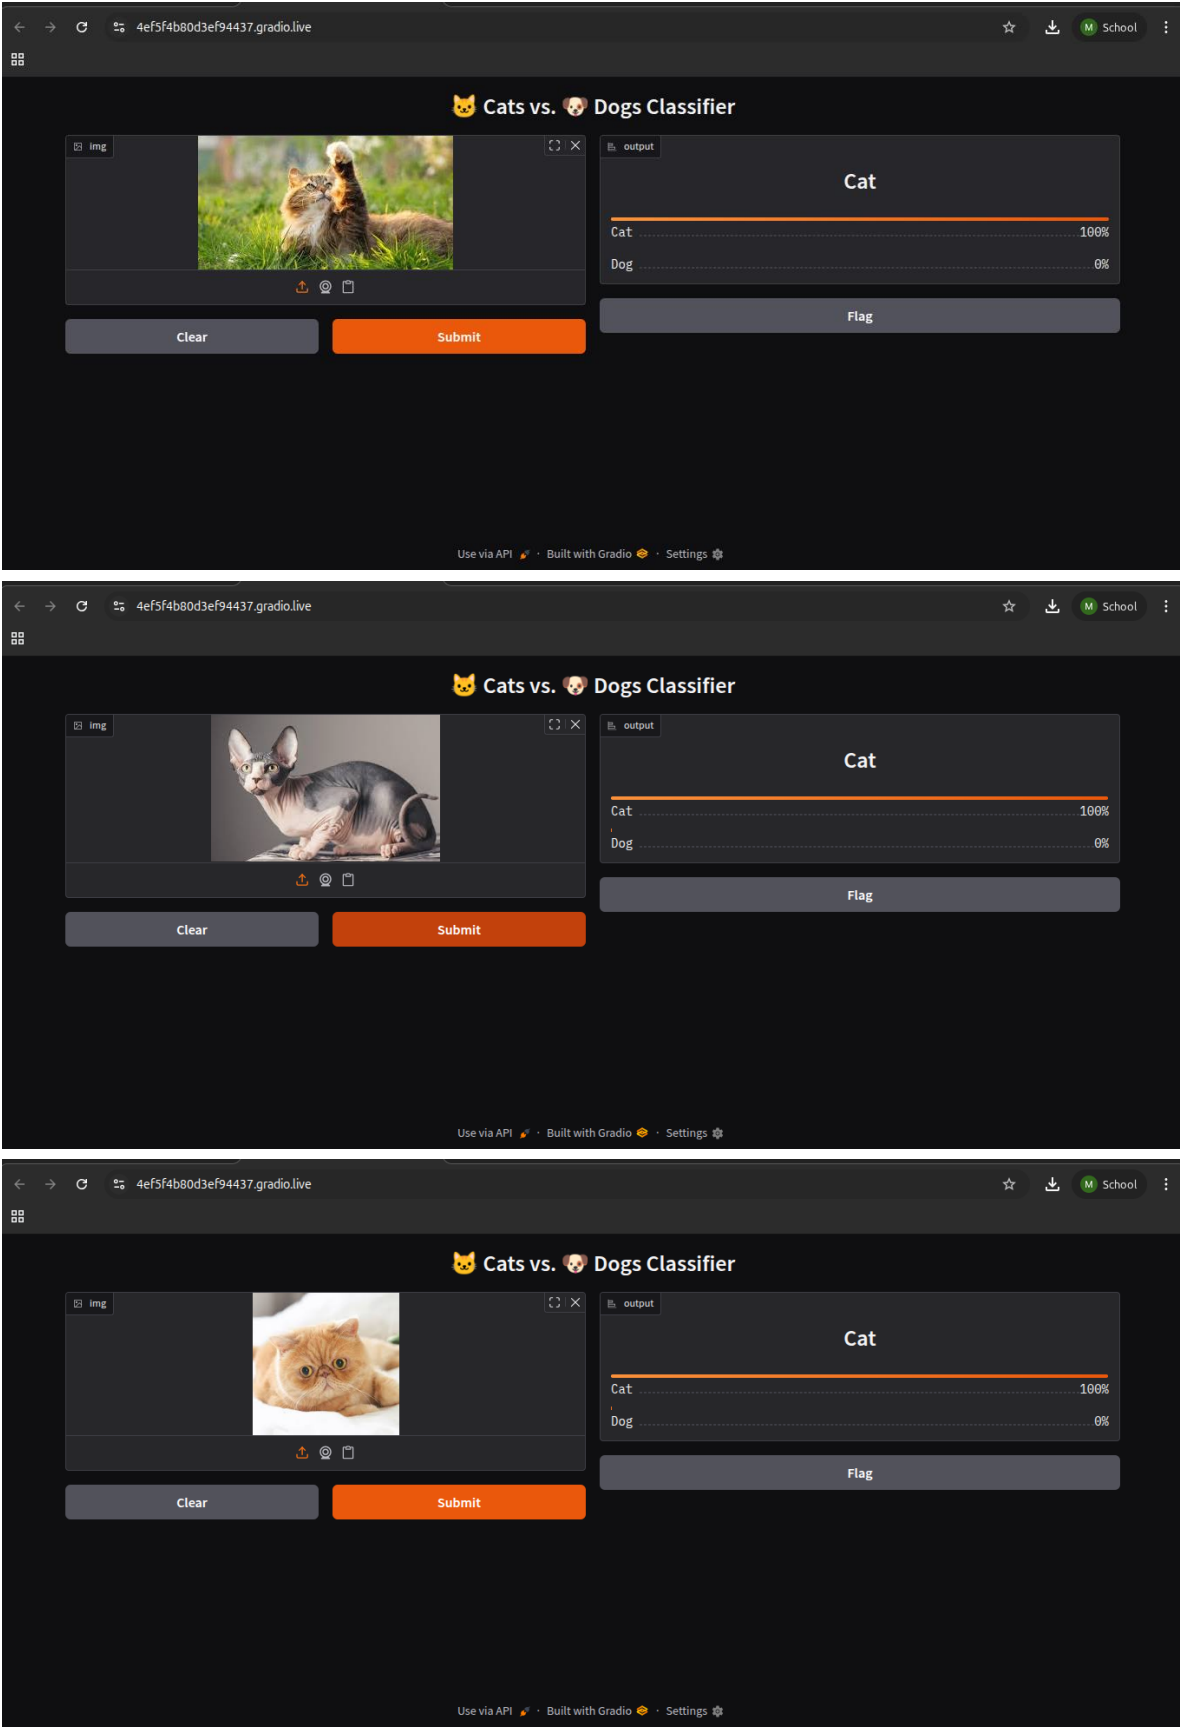 4ef5f4b80d3ef94437.gradio.live
M School
🐱 Cats vs. 🐶 Dogs Classifier
img
output
Cat
Cat 100%
Dog 0%
Flag
Clear Submit
Use via API · Built with Gradio · Settings
4ef5f4b80d3ef94437.gradio.live
M School
🐱 Cats vs. 🐶 Dogs Classifier
img
output
Cat
Cat 100%
Dog 0%
Flag
Clear Submit
Use via API · Built with Gradio · Settings
4ef5f4b80d3ef94437.gradio.live
M School
🐱 Cats vs. 🐶 Dogs Classifier
img
output
Cat
Cat 100%
Dog 0%
Flag
Clear Submit
Use via API · Built with Gradio · Settings